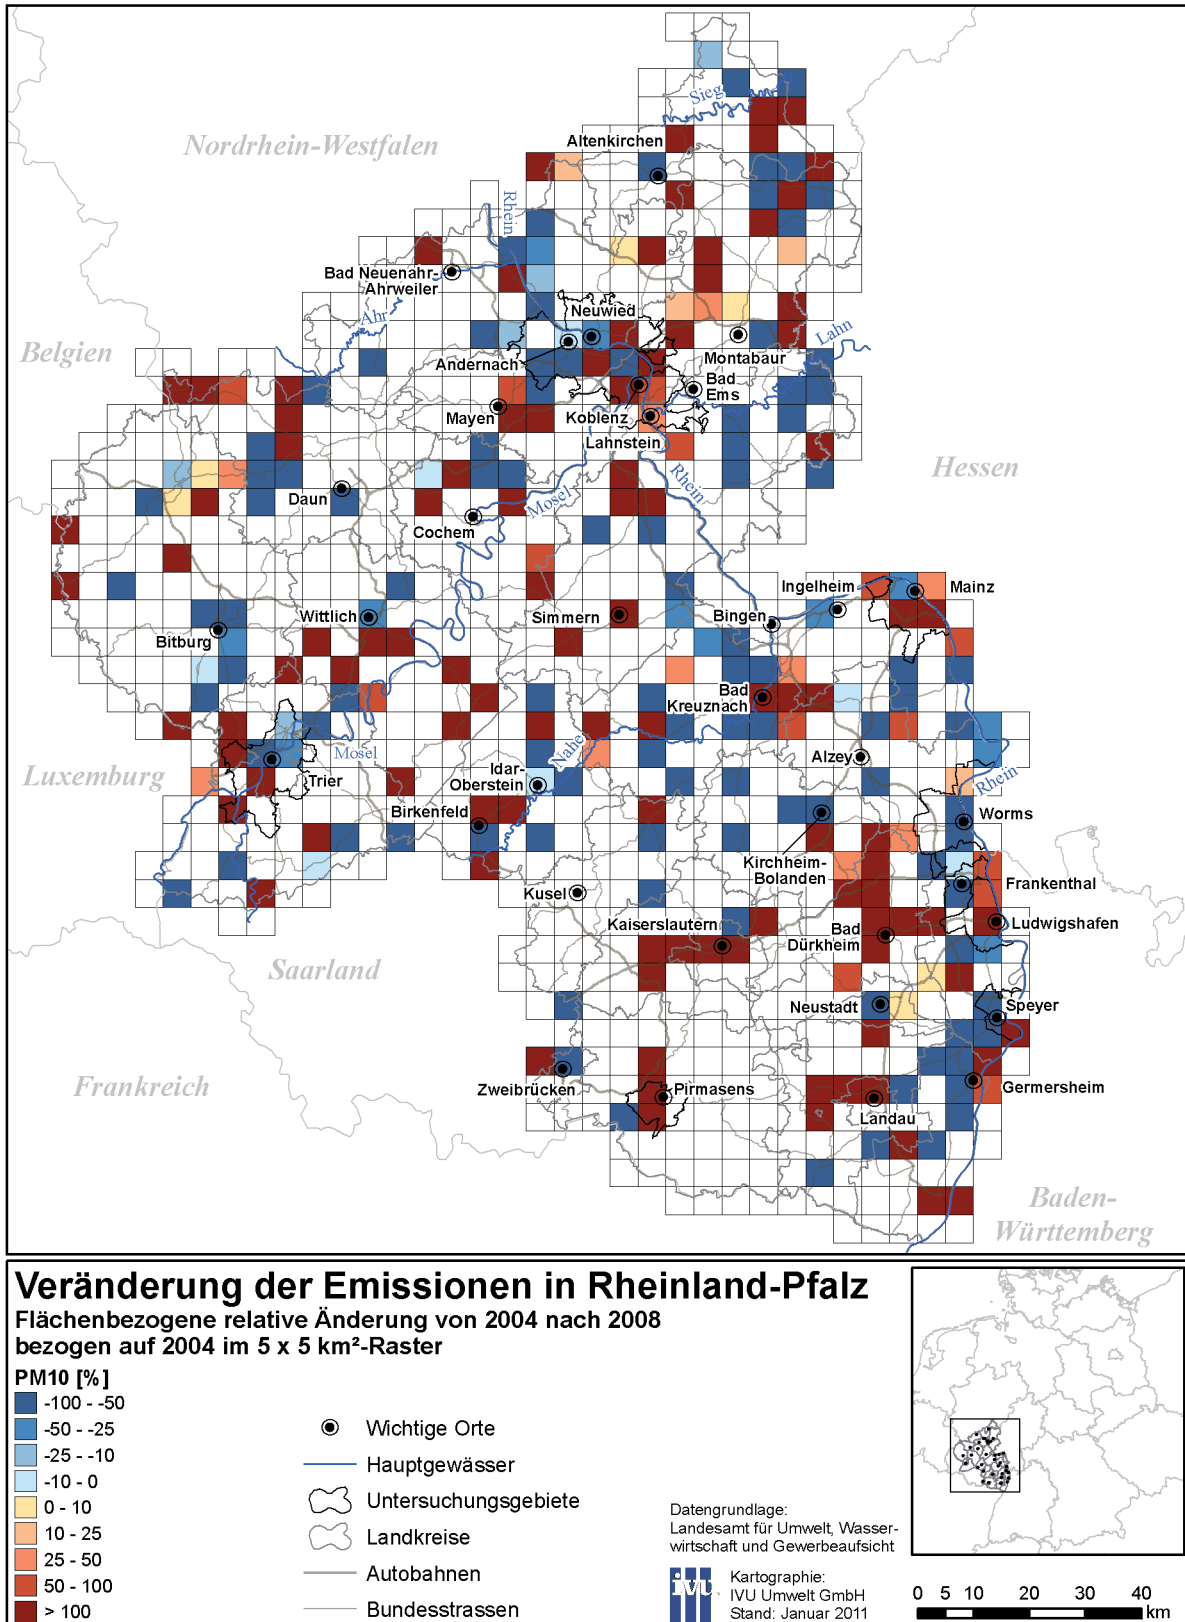 Nordrhein-Westfalen
Sieg
Altenkirchen
Rhein
Bad Neuenahr-
Ahrweiler
Ahr
Neuwied
Belgien
Andernach
Montabaur
Lahn
Bad
Ems
Mayen
Koblenz
Lahnstein
Hessen
Rhein
Daun
Mosel
Cochem
Ingelheim
Mainz
Wittlich
Simmern
Bingen
Bitburg
Bad
Kreuznach
Mosel
Nahe
Alzey
Luxemburg
Trier
Idar-
Oberstein
Rhein
Birkenfeld
Worms
Kirchheim-
Bolanden
Kusel
Frankenthal
Kaiserslautern
Bad
Dürkheim
Ludwigshafen
Saarland
Neustadt
Speyer
Frankreich
Zweibrücken
Pirmasens
Germersheim
Landau
Baden-
Württemberg
Veränderung der Emissionen in Rheinland-Pfalz
Flächenbezogene relative Änderung von 2004 nach 2008
bezogen auf 2004 im 5 x 5 km²-Raster
PM10 [%]
-100 - -50
-50 - -25
-25 - -10
-10 - 0
0 - 10
10 - 25
25 - 50
50 - 100
> 100
Wichtige Orte
Hauptgewässer
Untersuchungsgebiete
Landkreise
Autobahnen
Bundesstrassen
Datengrundlage:
Landesamt für Umwelt, Wasser-
wirtschaft und Gewerbeaufsicht
ivu
Kartographie:
IVU Umwelt GmbH
Stand: Januar 2011
0 5 10 20 30 40
km